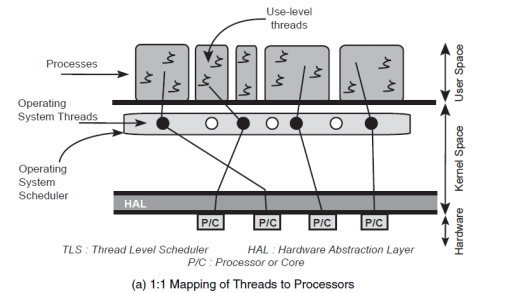 Use-level
threads
Processes
Operating
System Threads
Operating
System
Scheduler
User Space
Kernel Space
Hardware
HAL
P/C
P/C
P/C
P/C
TLS : Thread Level Scheduler
HAL : Hardware Abstraction Layer
P/C : Processor or Core
(a) 1:1 Mapping of Threads to Processors